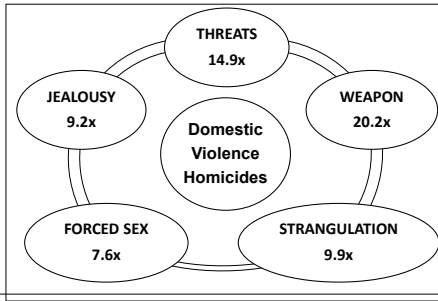 THREATS
14.9x
JEALOUSY
9.2x
WEAPON
20.2x
Domestic
Violence
Homicides
FORCED SEX
7.6x
STRANGULATION
9.9x